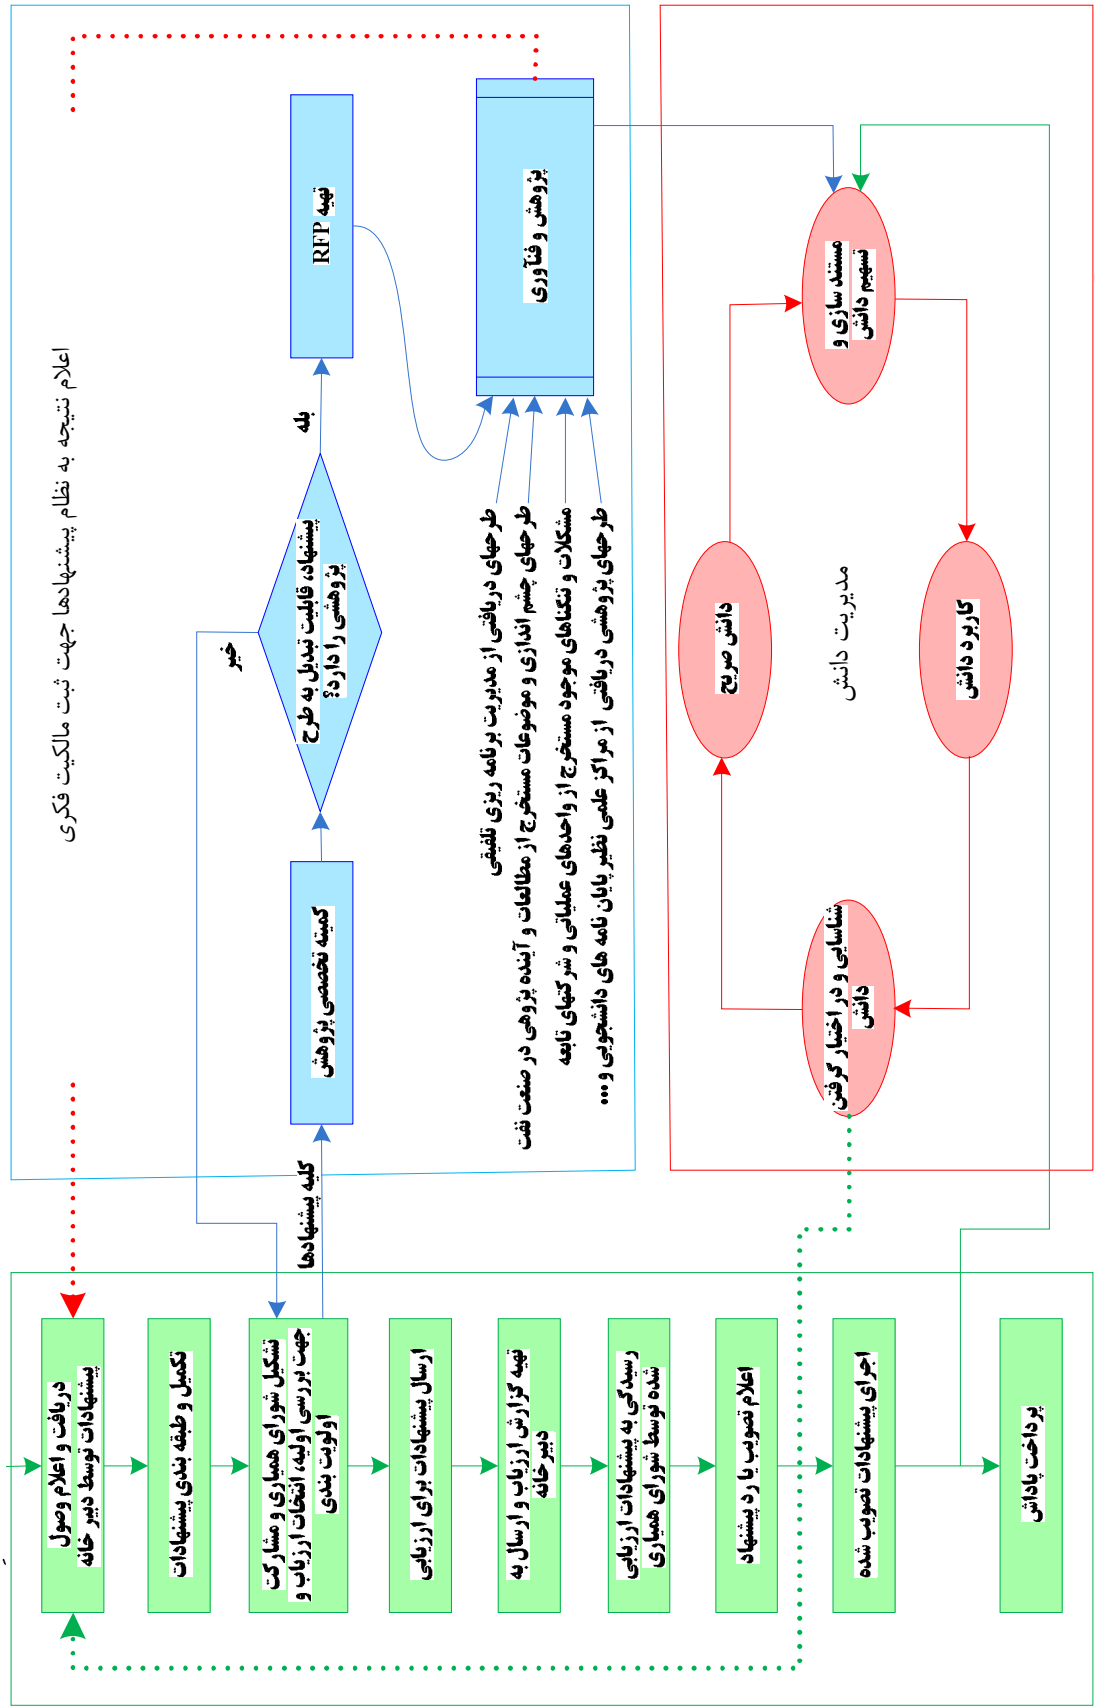 دریافت و اعلام وصول
پیشنهادات توسط دبیر خانه
تکمیل و طبقه بندی پیشنهادات
تشکیل شورای همیاری و مشارکت
جهت بررسی اولیه، انتخات ارزیاب و
اولویت بندی
ارسال پیشنهادات برای ارزیابی
تهیه گزارش ارزیاب و ارسال به
دبیر خانه
رسیدگی به پیشنهادات ارزیابی
شده توسط شورای همیاری
اعلام تصویب یا رد پیشنهاد
اجرای پیشنهادات تصویب شده
پرداخت پاداش
کلیه پیشنهادها
کمیته تخصصی پژوهش
پیشنهاد، قابلیت تبدیل به طرح
پژوهشی را دارد؟
خیر
بله
تهیه
RFP
پژوهش و فنآوری
اعلام نتیجه به نظام پیشنهادها جهت ثبت مالکیت فکری
طرحهای دریافتی از مدیریت برنامه ریزی تلفیقی
طرحهای چشم اندازی و موضوعات مستخرج از مطالعات و آینده پژوهی در صنعت نفت
مشکلات و تنگناهای موجود مستخرج از واحدهای عملیاتی و شرکتهای تابعه
طرحهای پژوهشی دریافتی از مراکز علمی نظیر پایان نامه های دانشجویی و ...
مستند سازی و
تسهیم دانش
دانش صریح
مدیریت دانش
کاربرد دانش
شناسایی و در اختیار گرفتن
دانش